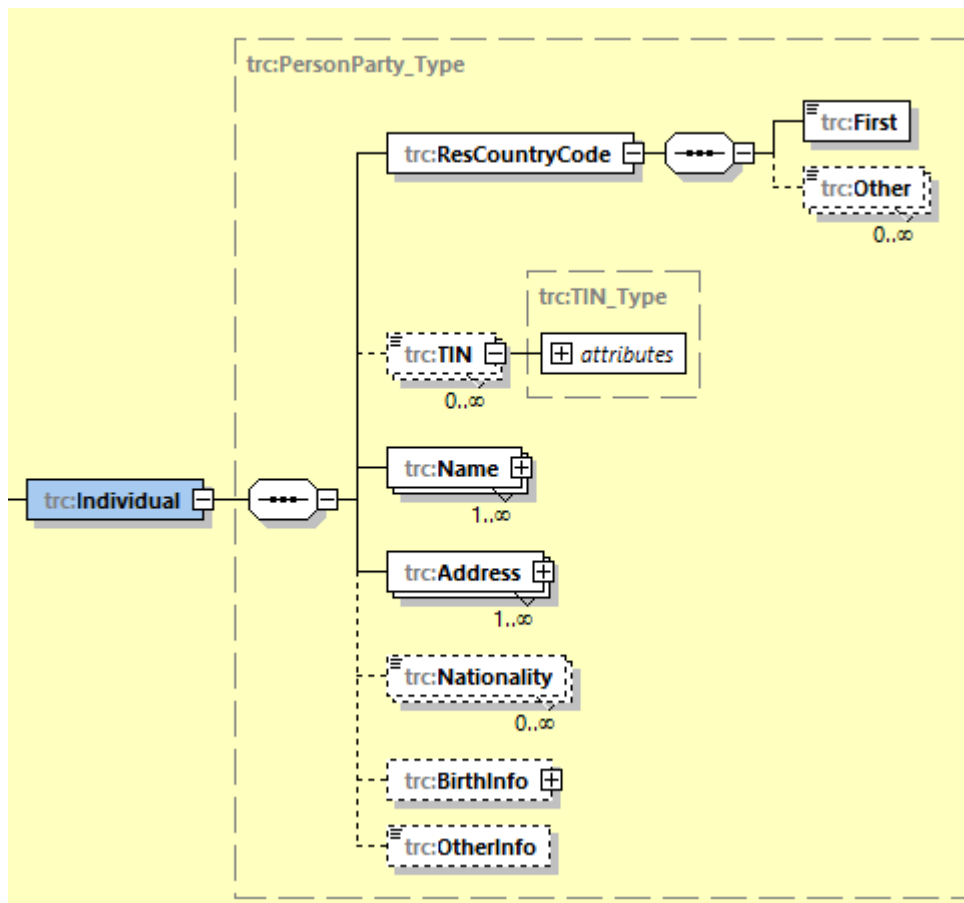 trc:PersonParty_Type
trc:First
trc:ResCountryCode
trc:Other
0..∞
trc:TIN_Type
trc:TIN
attributes
0..∞
trc:Name
1..∞
trc:Individual
trc:Address
1..∞
trc:Nationality
0..∞
trc:BirthInfo
trc:OtherInfo